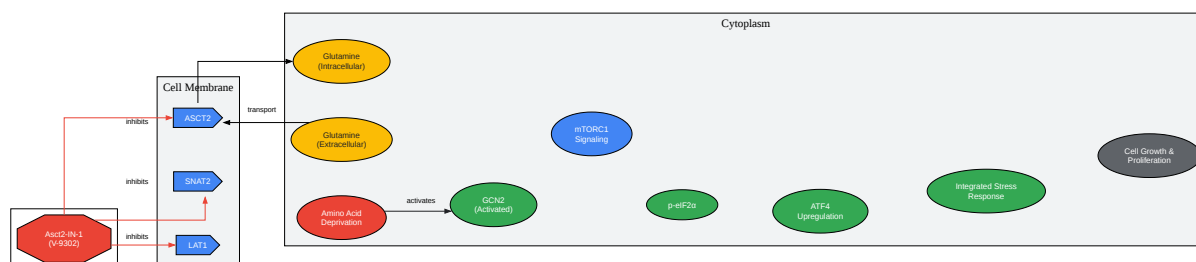 Cytoplasm
Glutamine
(Intracellular)
Cell Membrane
transport
ASCT2
inhibits
Glutamine
(Extracellular)
mTORC1
Signaling
Cell Growth &
Proliferation
inhibits
SNAT2
Integrated Stress
Response
activates
GCN2
(Activated)
p-eIF2α
ATF4
Upregulation
Amino Acid
Deprivation
Asct2-IN-1
(V-9302)
inhibits
LAT1